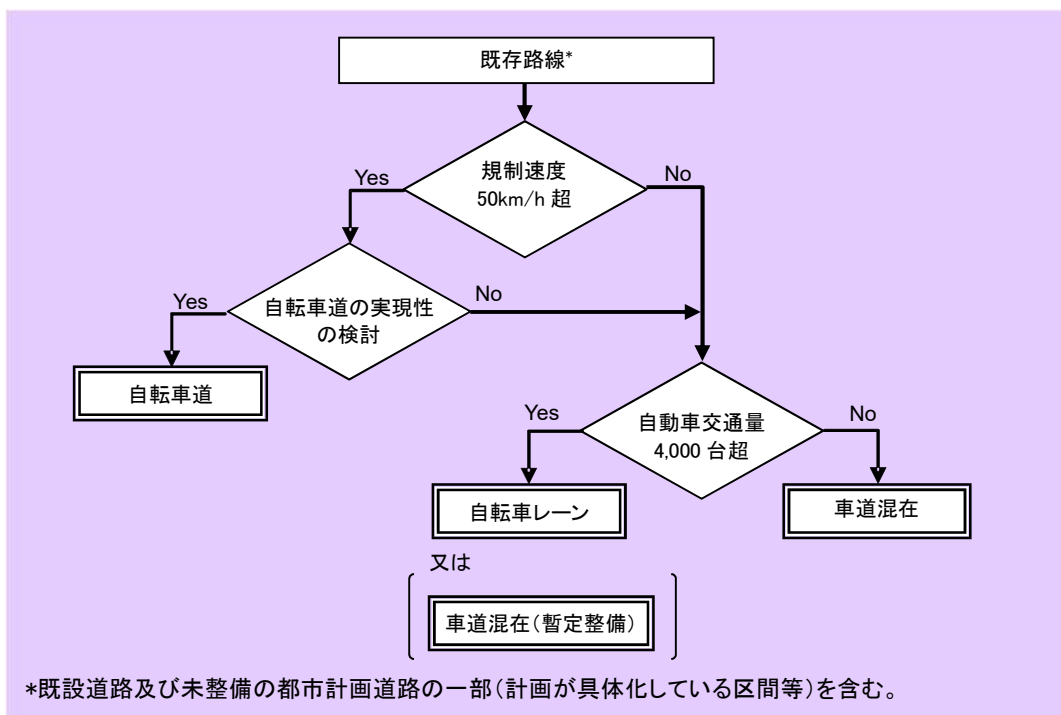 既存路線*
規制速度
50km/h 超
Yes
No
自転車道の実現性
の検討
Yes
No
自転車道
自動車交通量
4,000 台超
Yes
No
自転車レーン
車道混在
又は
車道混在(暫定整備)
*既設道路及び未整備の都市計画道路の一部(計画が具体化している区間等)を含む。